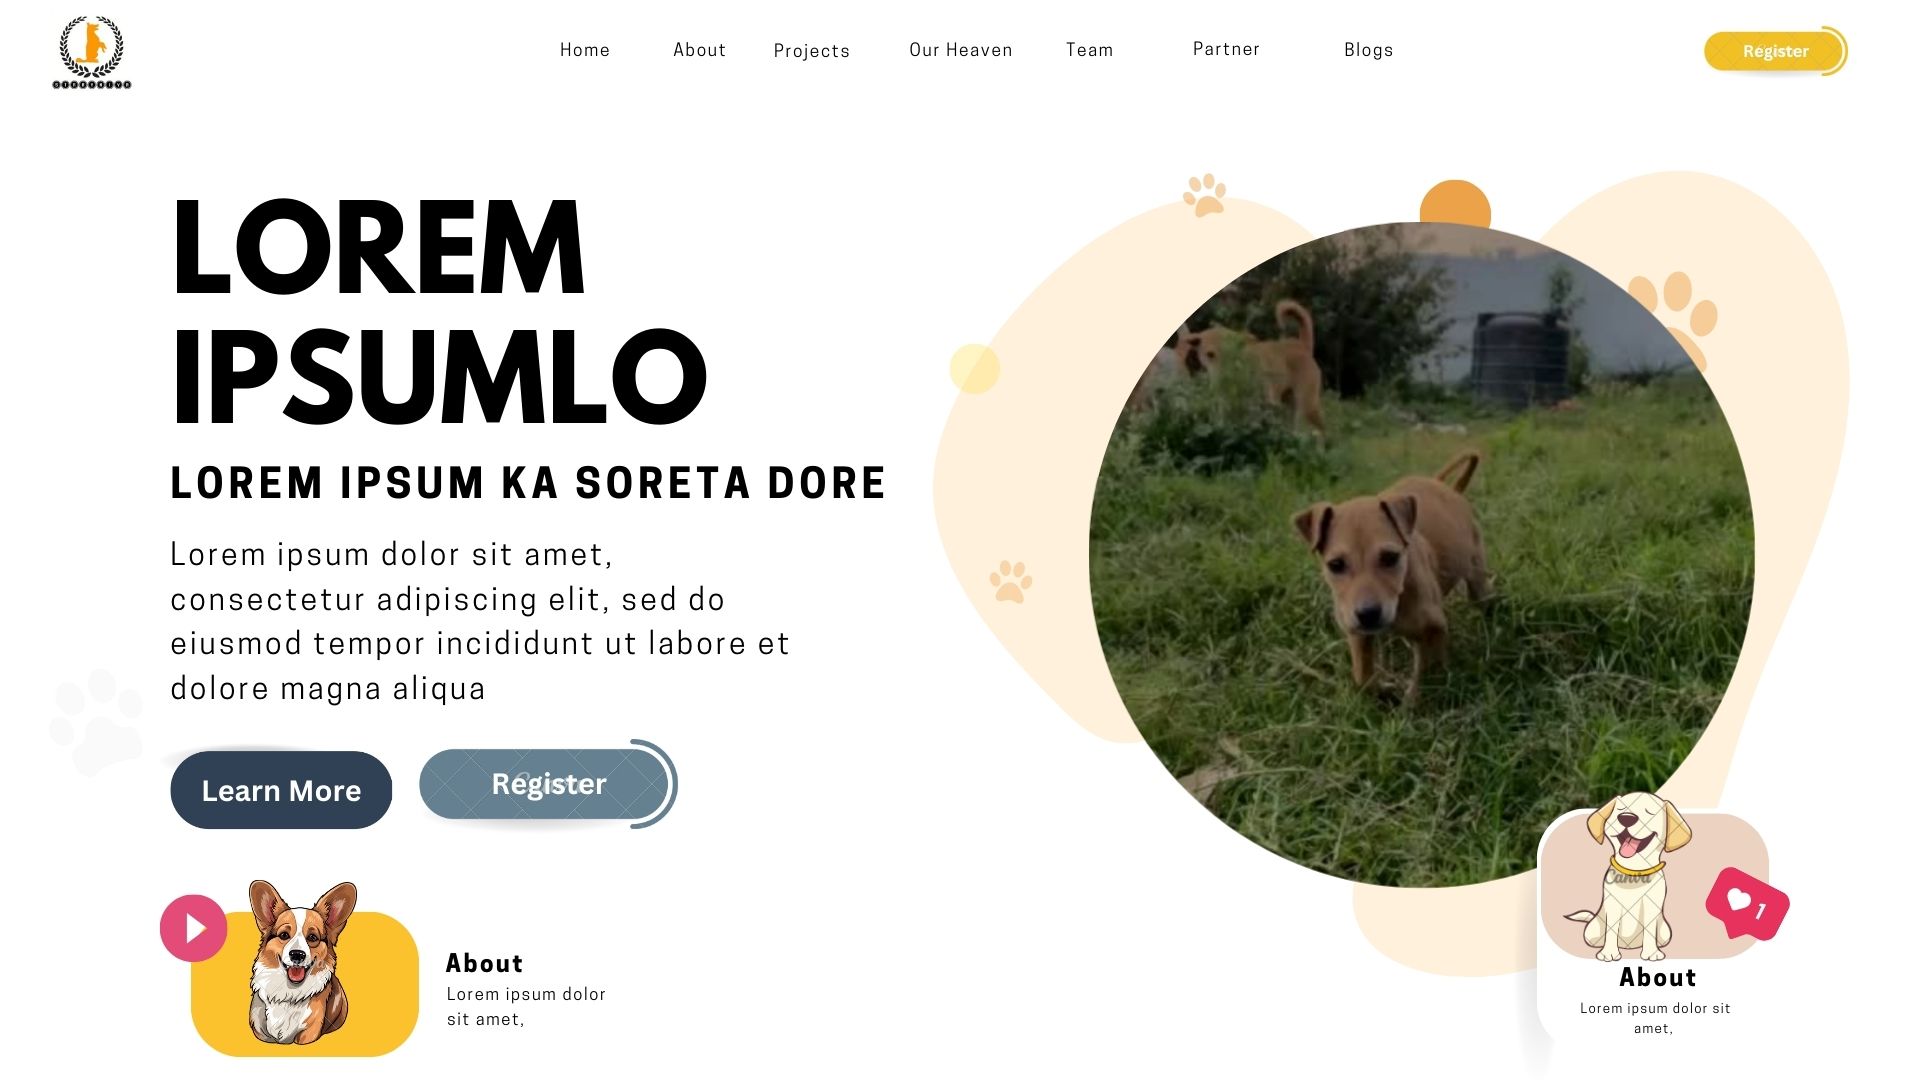 Home About Projects Our Heaven Team Partner Blogs Register
LOREM
IPSUMLO
LOREM IPSUM KA SORETA DORE
Lorem ipsum dolor sit amet,
consectetur adipiscing elit, sed do
eiusmod tempor incididunt ut labore et
dolore magna aliqua
Learn More Register
About
Lorem ipsum dolor
sit amet,
Canva
1
About
Lorem ipsum dolor sit
amet,